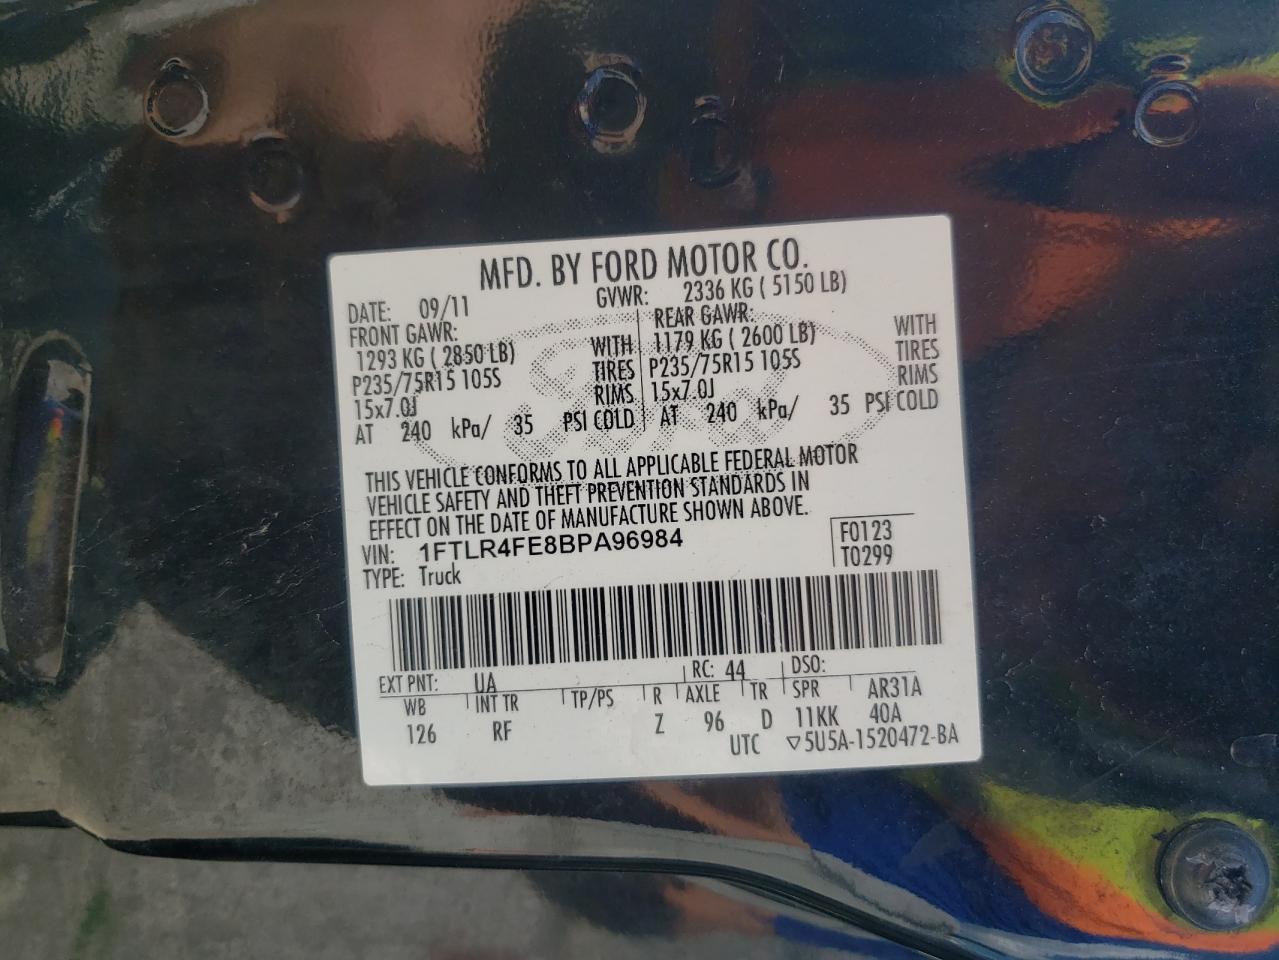 MFD. BY FORD MOTOR CO.
DATE: 09/11 GVWR: 2336 KG ( 5150 LB)
FRONT GAWR: REAR GAWR:
1293 KG ( 2850 LB) WITH 1179 KG ( 2600 LB) WITH
P235/75R15 105S TIRES P235/75R15 105S TIRES
15x7.0J RIMS 15x7.0J RIMS
AT 240 kPa/ 35 PSI COLD AT 240 kPa/ 35 PSI COLD
THIS VEHICLE CONFORMS TO ALL APPLICABLE FEDERAL MOTOR
VEHICLE SAFETY AND THEFT PREVENTION STANDARDS IN
EFFECT ON THE DATE OF MANUFACTURE SHOWN ABOVE.
VIN: 1FTLR4FE8BPA96984 F0123
TYPE: Truck T0299
EXT PNT: UA RC: 44 DSO:
WB INT TR TP/PS R AXLE TR SPR AR31A
126 RF Z 96 D 11KK 40A
UTC ▽5U5A-1520472-BA